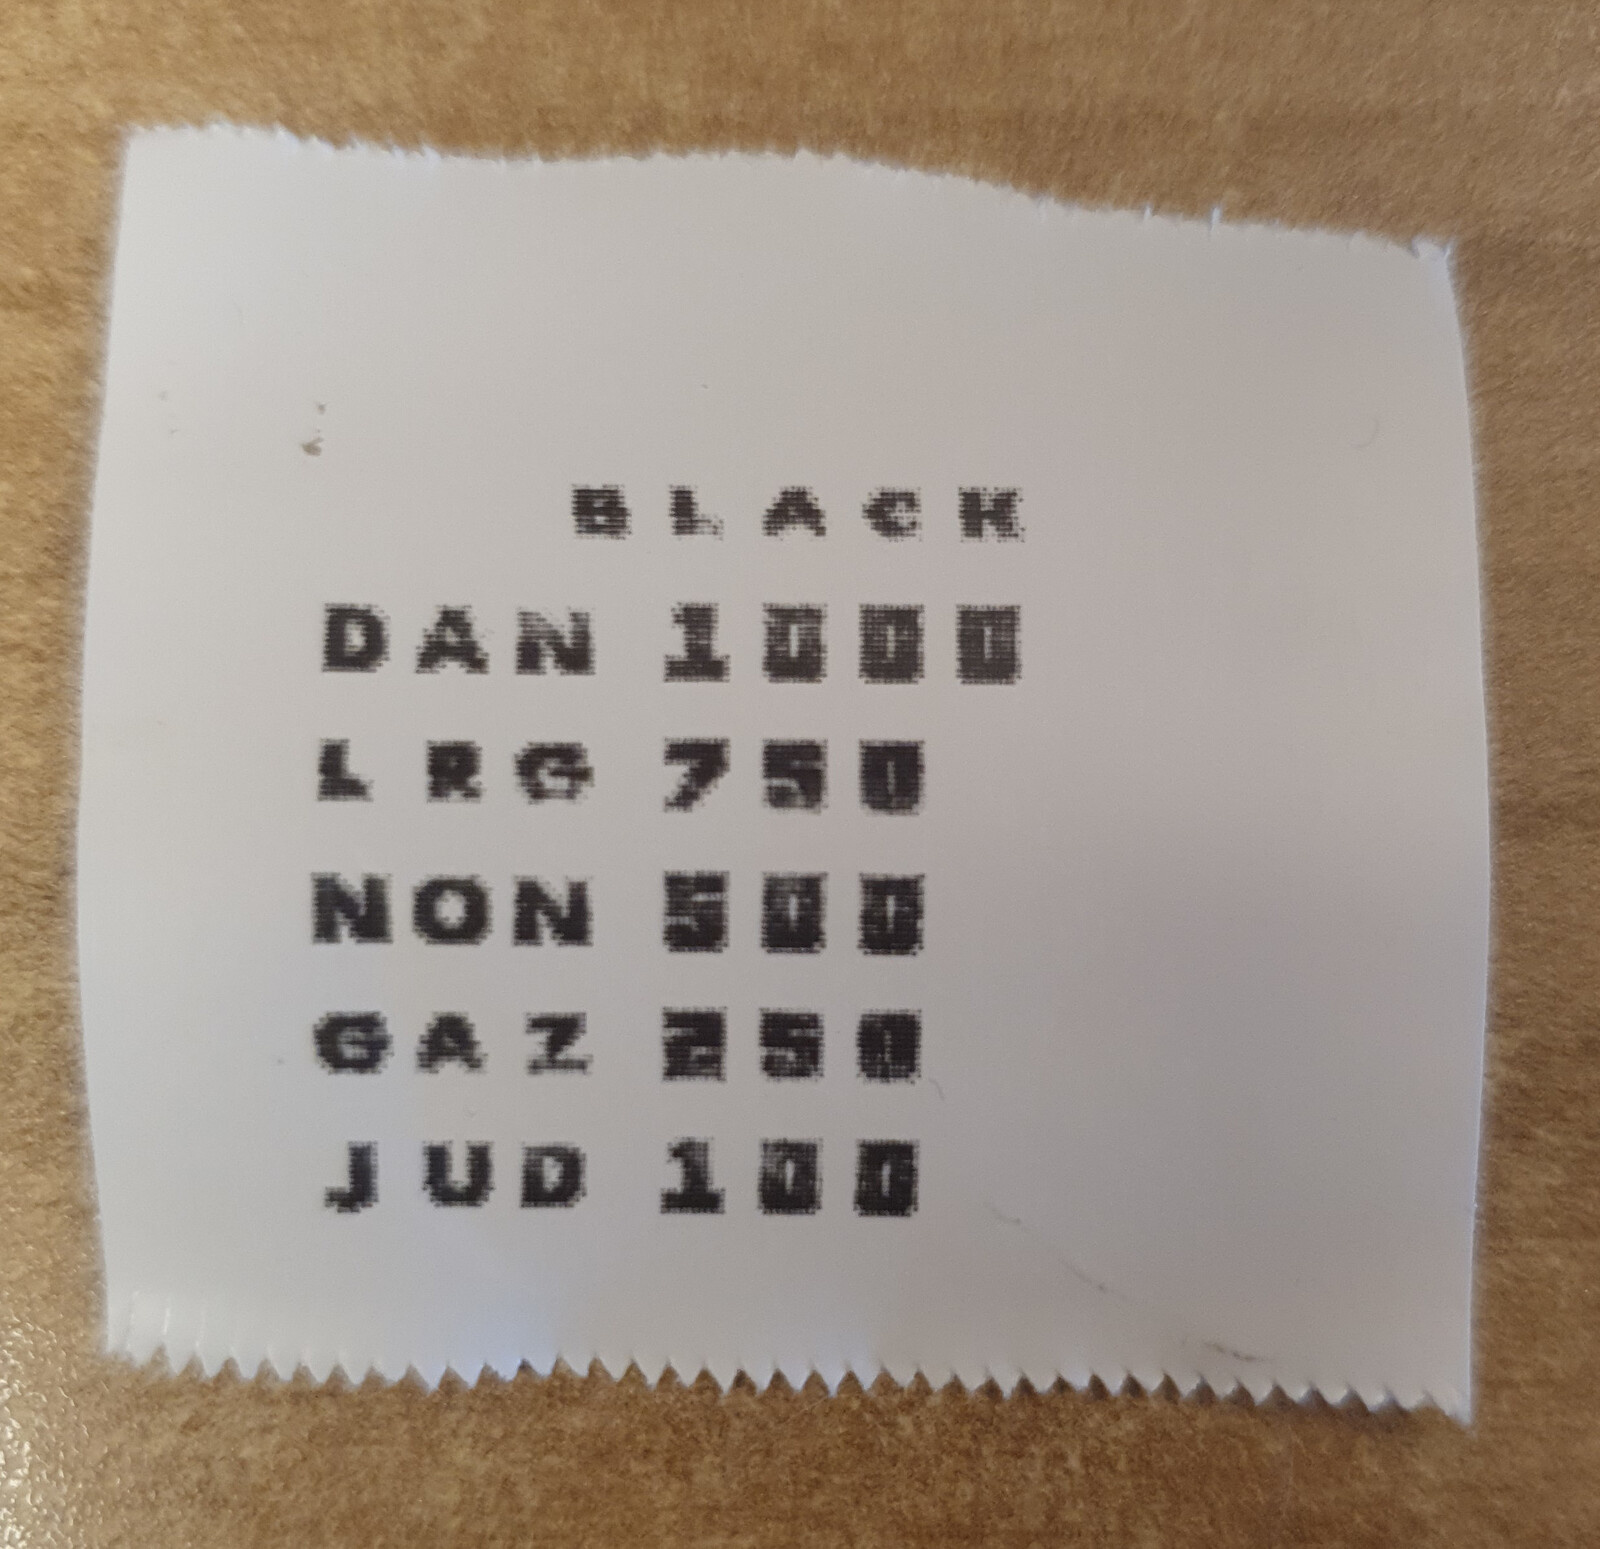 BLACK
DAN 1000
LRG 750
NON 500
GAZ 250
JUD 100